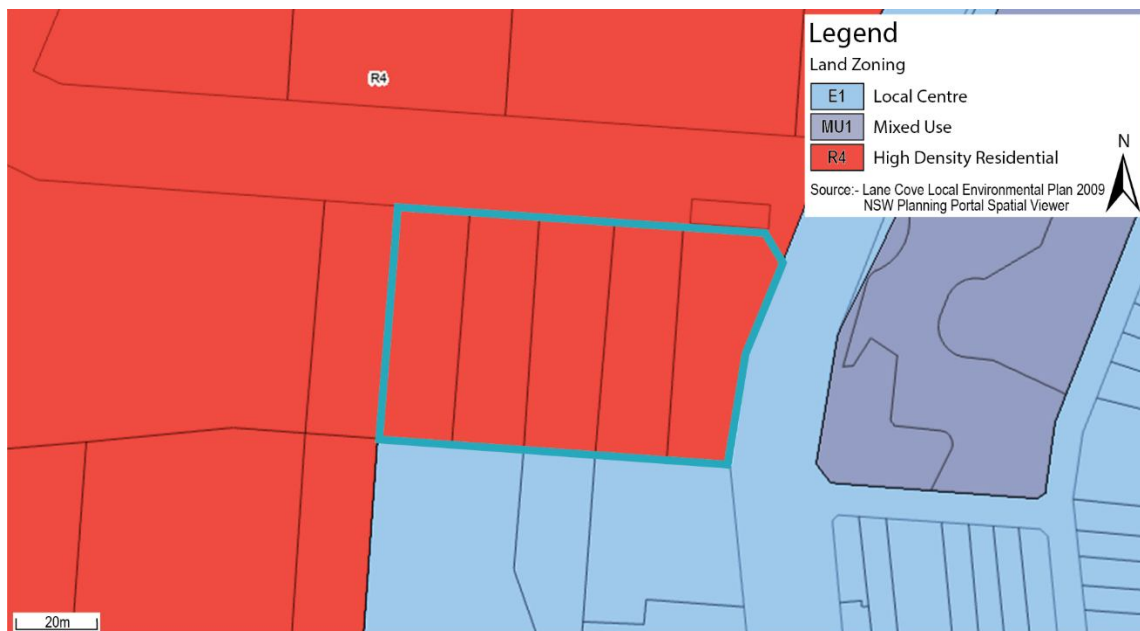 Legend
Land Zoning
R4
E1 Local Centre
MU1 Mixed Use
R4 High Density Residential
N
Source:- Lane Cove Local Environmental Plan 2009
NSW Planning Portal Spatial Viewer
20m